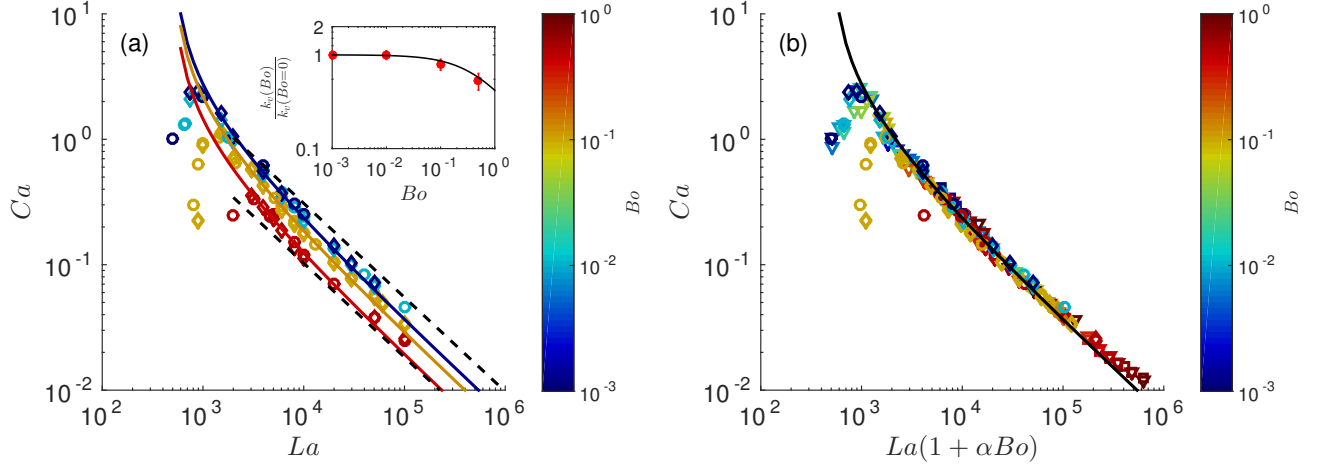 (a)
10^1
10^0
10^{-1}
10^{-2}
Ca
10^2 10^3 10^4 10^5 10^6
La
2
1
0.1
k_v(Bo)
k_v(Bo=0)
10^{-3} 10^{-2} 10^{-1} 10^0
Bo
10^0
10^{-1}
10^{-2}
10^{-3}
Bo
(b)
10^1
10^0
10^{-1}
10^{-2}
Ca
10^2 10^3 10^4 10^5 10^6
La(1 + αBo)
10^0
10^{-1}
10^{-2}
10^{-3}
Bo